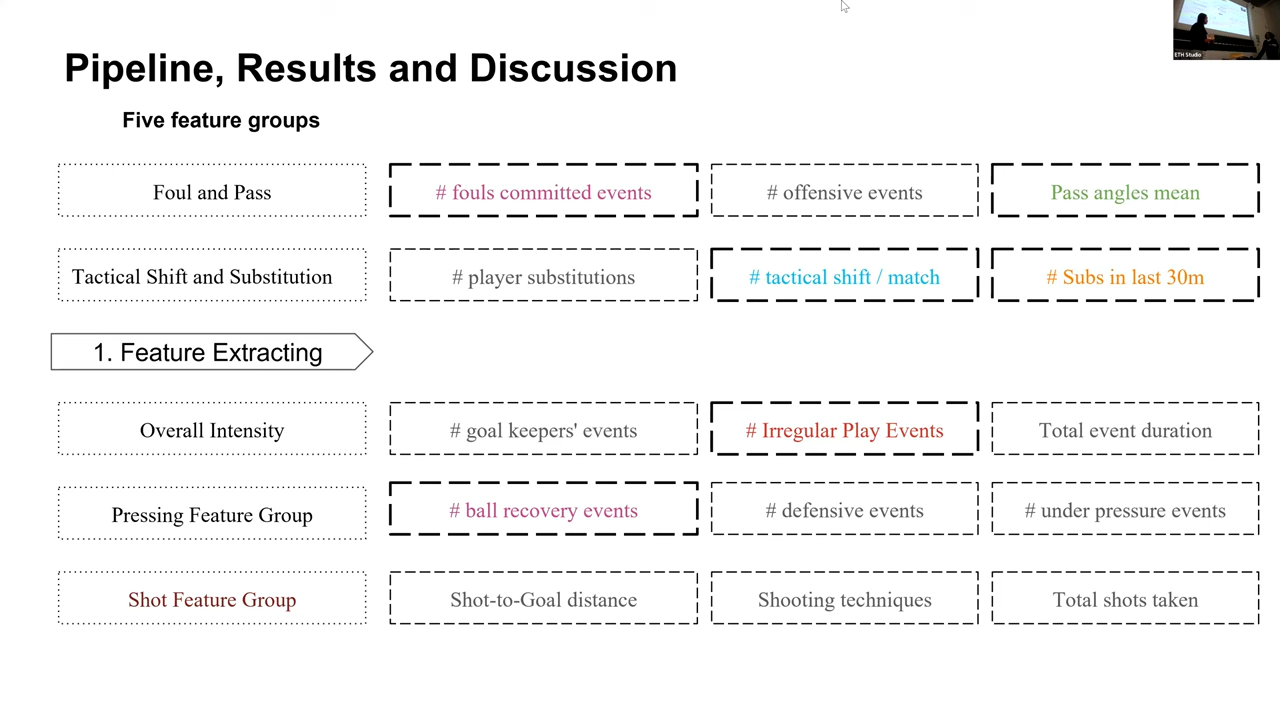 ETH Studio
Pipeline, Results and Discussion
Five feature groups
Foul and Pass
# fouls committed events
# offensive events
Pass angles mean
Tactical Shift and Substitution
# player substitutions
# tactical shift / match
# Subs in last 30m
1. Feature Extracting
Overall Intensity
# goal keepers' events
# Irregular Play Events
Total event duration
Pressing Feature Group
# ball recovery events
# defensive events
# under pressure events
Shot Feature Group
Shot-to-Goal distance
Shooting techniques
Total shots taken